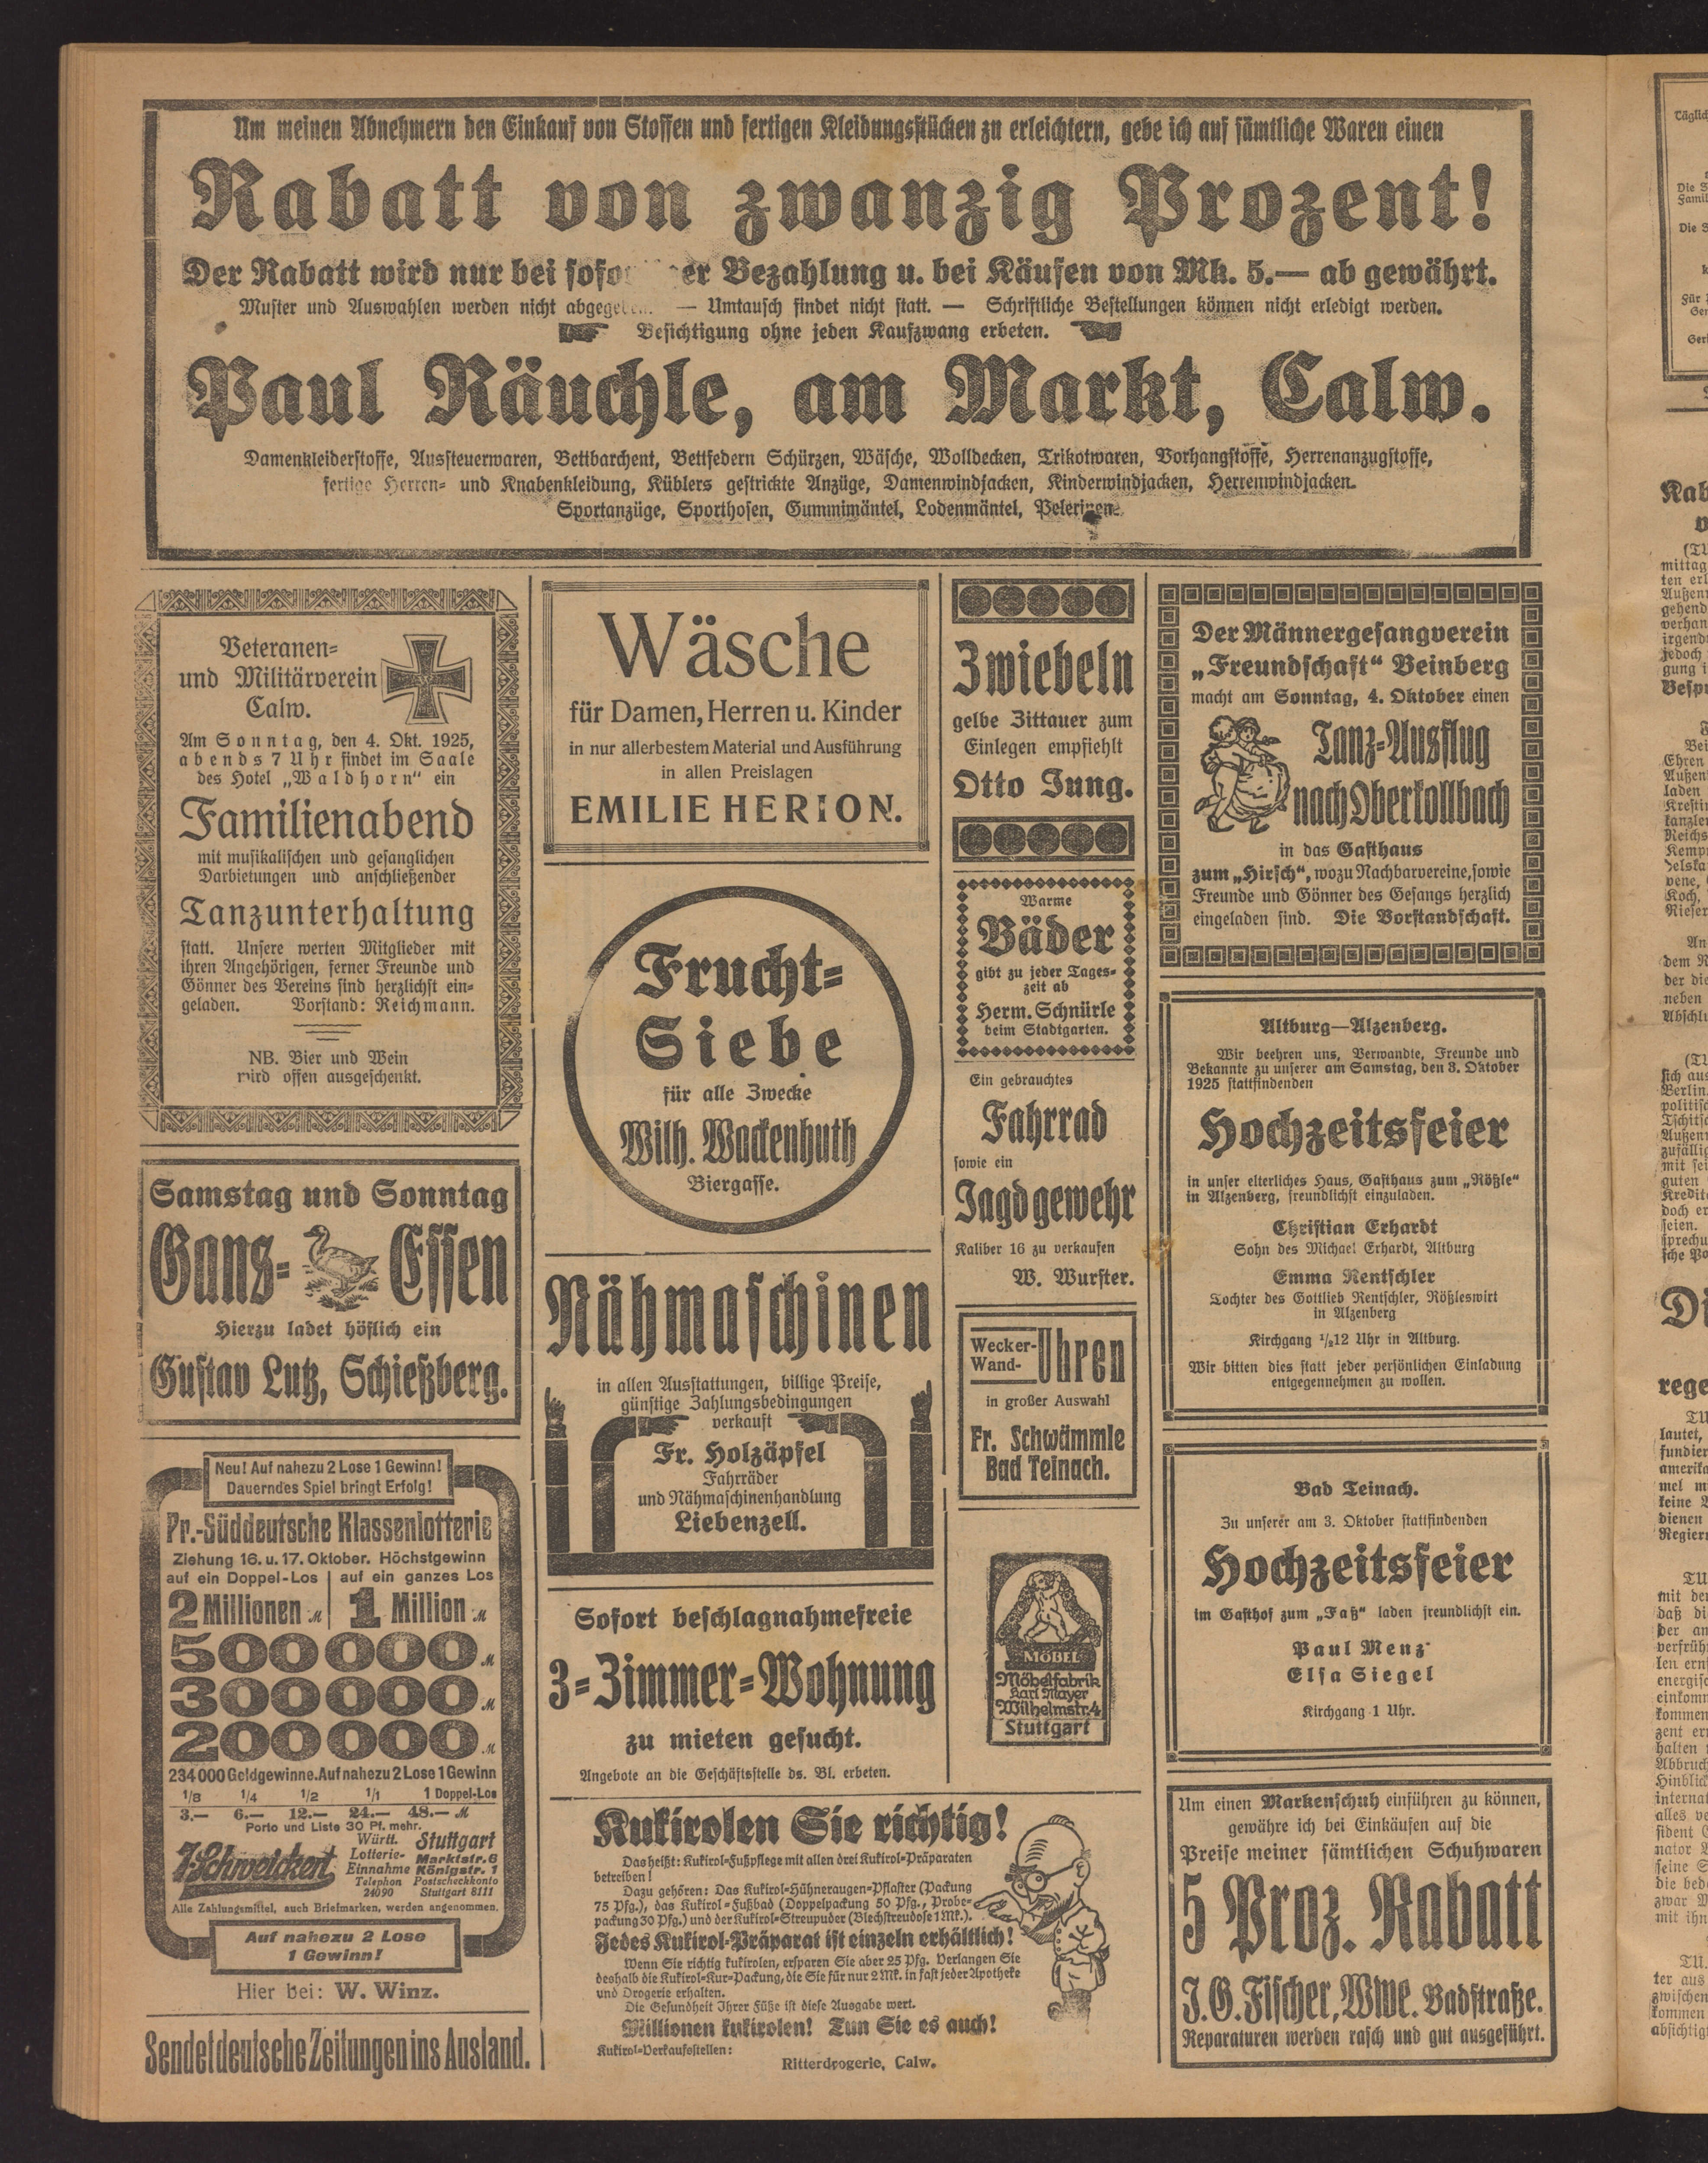 Um meinen Abnehmern den Einkauf von Stoffen und fertigen Kleidungsstücken zu erleichtern, gebe ich auf sämtliche Waren einen
Rabatt von zwanzig Prozent!
Der Rabatt wird nur bei sofo er Bezahlung u. bei Käufen von Mk. 5.— ab gewährt.
Muster und Auswahlen werden nicht abgegeben. — Umtausch findet nicht statt. — Schriftliche Bestellungen können nicht erledigt werden.
Besichtigung ohne jeden Kaufzwang erbeten.
Paul Räuchle, am Markt, Calw.
Damenkleiderstoffe, Aussteuerwaren, Bettbarchent, Bettfedern Schürzen, Wäsche, Wolldecken, Trikotwaren, Vorhangstoffe, Herrenanzugstoffe,
fertige Herren- und Knabenkleidung, Küblers gestrickte Anzüge, Damenwindjacken, Kinderwindjacken, Herrenwindjacken.
Sportanzüge, Sporthosen, Gummimäntel, Lodenmäntel, Pelerinen.
Veteranen-
und Militärverein
Calw.
Am Sonntag, den 4. Okt. 1925,
abends 7 Uhr findet im Saale
des Hotel „Waldhorn“ ein
Familienabend
mit musikalischen und gesanglichen
Darbietungen und anschließender
Tanzunterhaltung
statt. Unsere werten Mitglieder mit
ihren Angehörigen, ferner Freunde und
Gönner des Vereins sind herzlichst ein-
geladen. Vorstand: Reichmann.
NB. Bier und Wein
wird offen ausgeschenkt.
Samstag und Sonntag
Gans-Essen
Hierzu ladet höflich ein
Gustav Lutz, Schießberg.
Neu! Auf nahezu 2 Lose 1 Gewinn!
Dauerndes Spiel bringt Erfolg!
Pr.-Süddeutsche Klassenlotterie
Ziehung 16. u. 17. Oktober. Höchstgewinn
auf ein Doppel-Los | auf ein ganzes Los
2 Millionen M | 1 Million M
500000 M
300000 M
200000 M
234000 Geldgewinne. Auf nahezu 2 Lose 1 Gewinn
1/8 1/4 1/2 1/1 1 Doppel-Los
3.— 6.— 12.— 24.— 48.— M
Porto und Liste 30 Pf. mehr.
J. Schweickert
Württ.
Lotterie-
Einnahme
Telephon
24090
Stuttgart
Marktstr. 6
Königstr. 1
Postscheckkonto
Stuttgart 8111
Alle Zahlungsmittel, auch Briefmarken, werden angenommen.
Auf nahezu 2 Lose
1 Gewinn!
Hier bei: W. Winz.
Sendet deutsche Zeitungen ins Ausland.
Wäsche
für Damen, Herren u. Kinder
in nur allerbestem Material und Ausführung
in allen Preislagen
EMILIE HERION.
Frucht-
Siebe
für alle Zwecke
Wilh. Wackenhuth
Biergasse.
Nähmaschinen
in allen Ausstattungen, billige Preise,
günstige Zahlungsbedingungen
verkauft
Fr. Holzäpfel
Fahrräder
und Nähmaschinenhandlung
Liebenzell.
Sofort beschlagnahmefreie
3-Zimmer-Wohnung
zu mieten gesucht.
Angebote an die Geschäftsstelle ds. Bl. erbeten.
Kukirolen Sie richtig!
Das heißt: Kukirol-Fußpflege mit allen drei Kukirol-Präparaten
betreiben!
Dazu gehören: Das Kukirol-Hühneraugen-Pflaster (Packung
75 Pfg.), das Kukirol-Fußbad (Doppelpackung 50 Pfg., Probe-
packung 30 Pfg.) und der Kukirol-Streupuder (Blechstreudose 1 Mk.).
Jedes Kukirol-Präparat ist einzeln erhältlich!
Wenn Sie richtig kukirolen, ersparen Sie aber 25 Pfg. Verlangen Sie
deshalb die Kukirol-Kur-Packung, die Sie für nur 2 Mk. in fast jeder Apotheke
und Drogerie erhalten.
Die Gesundheit Ihrer Füße ist diese Ausgabe wert.
Millionen kukirolen! Tun Sie es auch!
Kukirol-Verkaufsstellen:
Ritterdrogerie, Calw.
Zwiebeln
gelbe Zittauer zum
Einlegen empfiehlt
Otto Jung.
Warme
Bäder
gibt zu jeder Tages-
zeit ab
Herm. Schnürle
beim Stadtgarten.
Ein gebrauchtes
Fahrrad
sowie ein
Jagdgewehr
Kaliber 16 zu verkaufen
W. Wurster.
Wecker-
Wand-
Uhren
in großer Auswahl
Fr. Schwämmle
Bad Teinach.
MÖBEL
Möbelfabrik
Karl Mayer
Wilhelmstr. 4
Stuttgart
Der Männergesangverein
„Freundschaft“ Beinberg
macht am Sonntag, 4. Oktober einen
Tanz-Ausflug
nach Oberkollbach
in das Gasthaus
zum „Hirsch“, wozu Nachbarvereine, sowie
Freunde und Gönner des Gesangs herzlich
eingeladen sind. Die Vorstandschaft.
Altburg—Alzenberg.
Wir beehren uns, Verwandte, Freunde und
Bekannte zu unserer am Samstag, den 3. Oktober
1925 stattfindenden
Hochzeitsfeier
in unser elterliches Haus, Gasthaus zum „Rößle“
in Alzenberg, freundlichst einzuladen.
Christian Erhardt
Sohn des Michael Erhardt, Altburg
Emma Rentschler
Tochter des Gottlieb Rentschler, Rößleswirt
in Alzenberg
Kirchgang 1/2 12 Uhr in Altburg.
Wir bitten dies statt jeder persönlichen Einladung
entgegennehmen zu wollen.
Bad Teinach.
Zu unserer am 3. Oktober stattfindenden
Hochzeitsfeier
im Gasthof zum „Faß“ laden freundlichst ein.
Paul Menz
Elsa Siegel
Kirchgang 1 Uhr.
Um einen Markenschuh einführen zu können,
gewähre ich bei Einkäufen auf die
Preise meiner sämtlichen Schuhwaren
5 Proz. Rabatt
J. G. Fischer, Wwe. Badstraße.
Reparaturen werden rasch und gut ausgeführt.